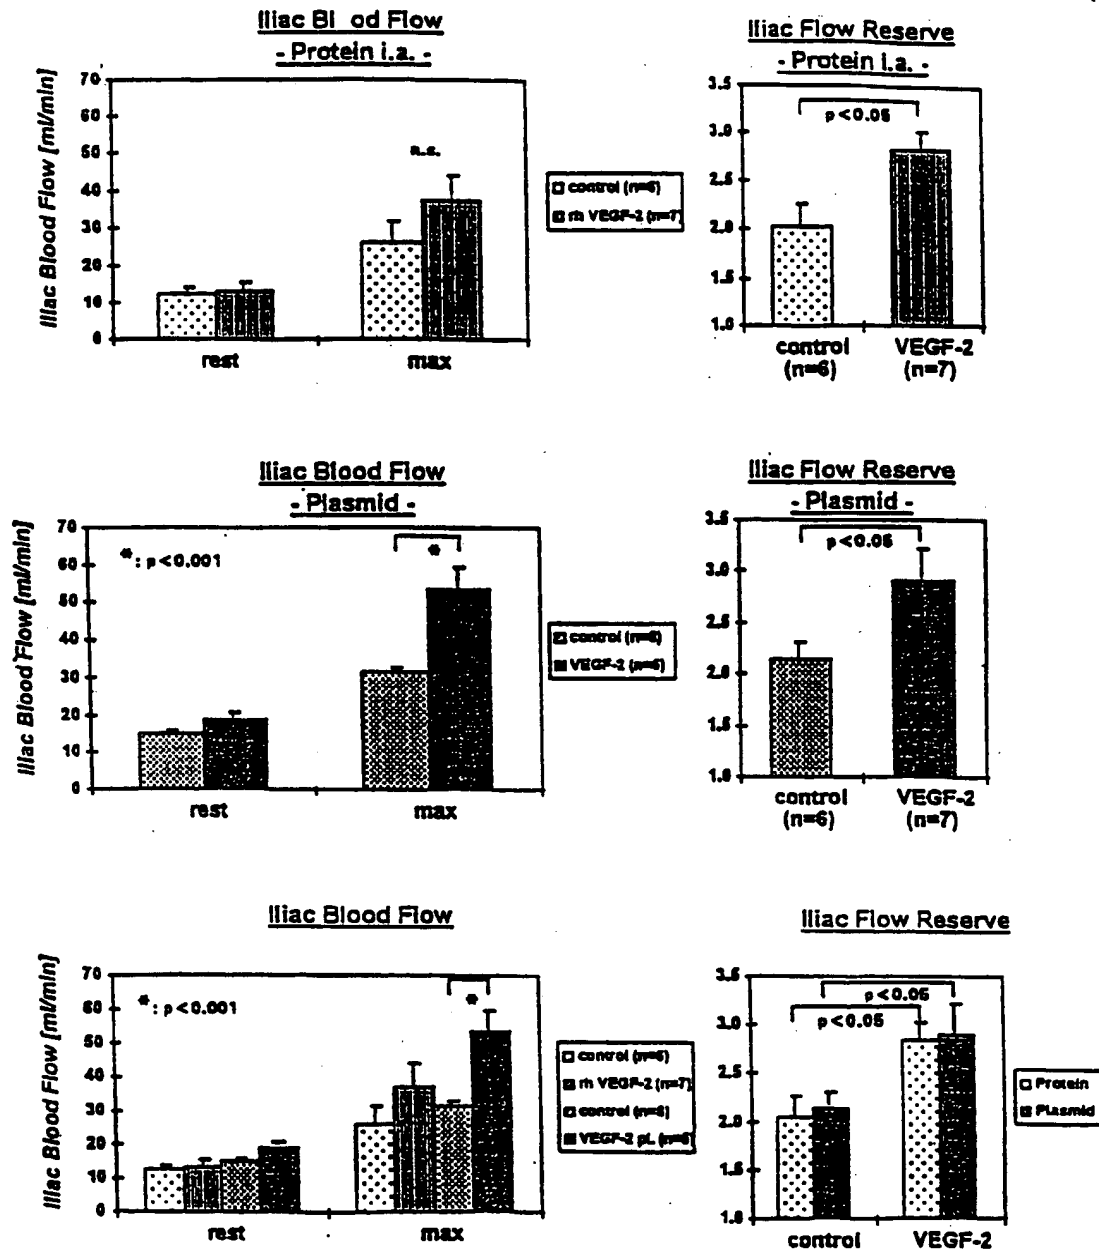 Iliac Bl od Flow
- Protein i.a. -
Iliac Blood Flow [ml/min]
70
60
50
40
30
20
10
0
n.s.
rest
max
control (n=6)
rh VEGF-2 (n=7)
Iliac Flow Reserve
- Protein i.a. -
3.5
3.0
2.5
2.0
1.5
1.0
p<0.05
control
(n=6)
VEGF-2
(n=7)
Iliac Blood Flow
- Plasmid -
Iliac Blood Flow [ml/min]
70
60
50
40
30
20
10
0
*: p<0.001
*
rest
max
control
VEGF-2
Iliac Flow Reserve
- Plasmid -
3.5
3.0
2.5
2.0
1.5
1.0
p<0.05
control
(n=6)
VEGF-2
(n=7)
Iliac Blood Flow
Iliac Blood Flow [ml/min]
70
60
50
40
30
20
10
0
*: p<0.001
*
rest
max
control
rh VEGF-2 (n=7)
control
VEGF-2 pL
Iliac Flow Reserve
3.5
3.0
2.5
2.0
1.5
1.0
p<0.05
p<0.05
control
VEGF-2
Protein
Plasmid